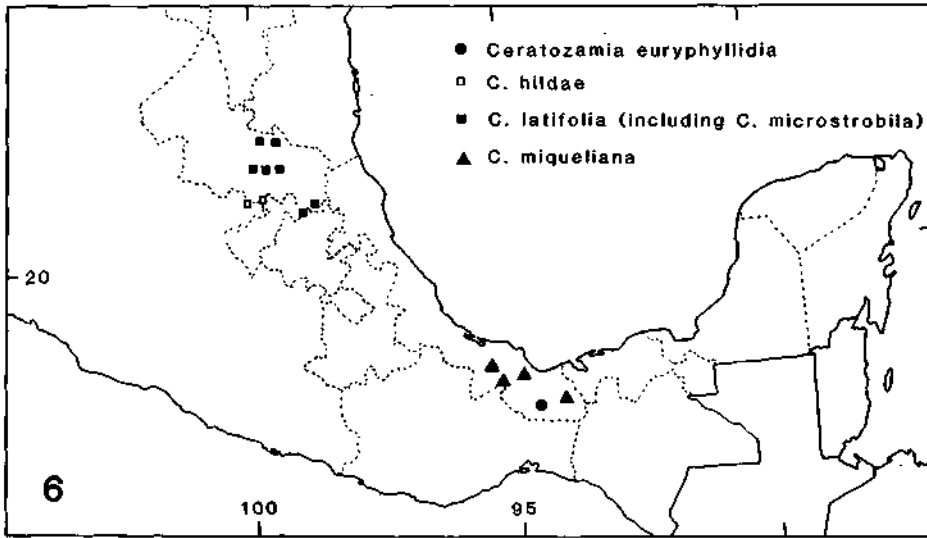 Ceratozamia euryphyllidia
C. hildae
C. latifolia (including C. microstrobila)
C. miqueliana
20
6
100
95